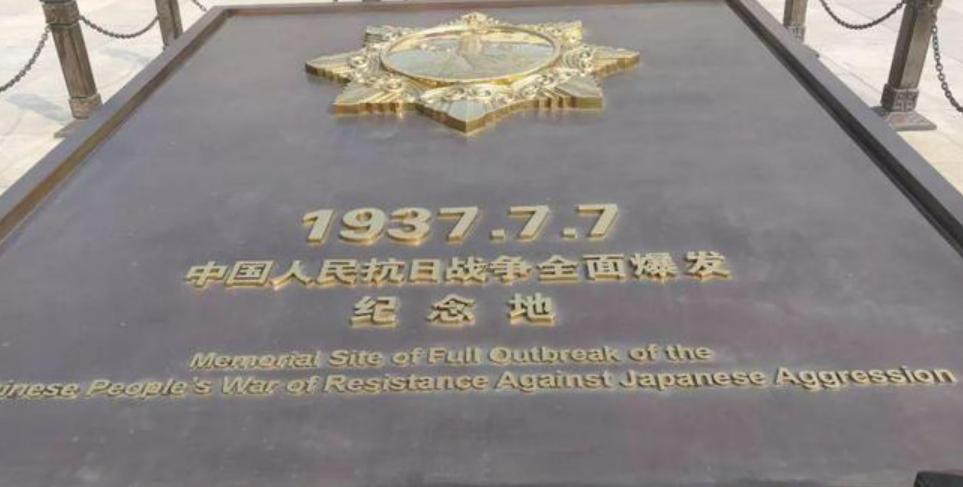 1937.7.7
中国人民抗日战争全面爆发
纪念地
Memorial Site of Full Outbreak of the
People's War of Resistance Against Japanese Aggression